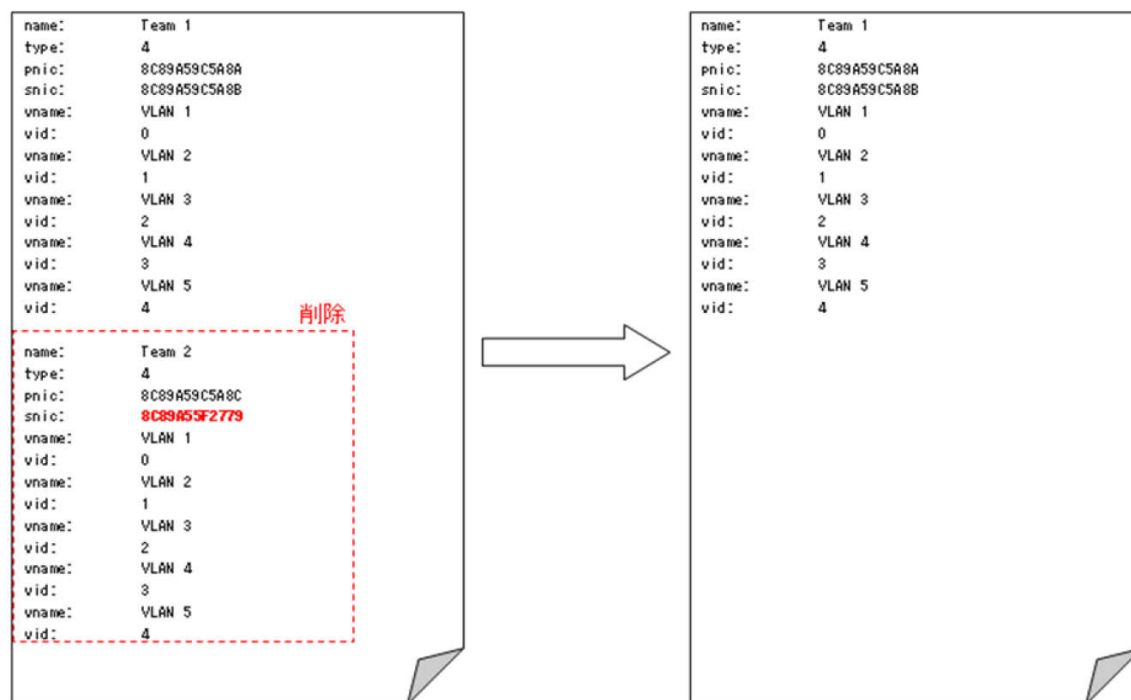 name: Team 1
type: 4
pnic: 8C89A59C5A8A
snic: 8C89A59C5A8B
vname: VLAN 1
vid: 0
vname: VLAN 2
vid: 1
vname: VLAN 3
vid: 2
vname: VLAN 4
vid: 3
vname: VLAN 5
vid: 4
削除
name: Team 2
type: 4
pnic: 8C89A59C5A8C
snic: 8C89A55F2779
vname: VLAN 1
vid: 0
vname: VLAN 2
vid: 1
vname: VLAN 3
vid: 2
vname: VLAN 4
vid: 3
vname: VLAN 5
vid: 4
name: Team 1
type: 4
pnic: 8C89A59C5A8A
snic: 8C89A59C5A8B
vname: VLAN 1
vid: 0
vname: VLAN 2
vid: 1
vname: VLAN 3
vid: 2
vname: VLAN 4
vid: 3
vname: VLAN 5
vid: 4